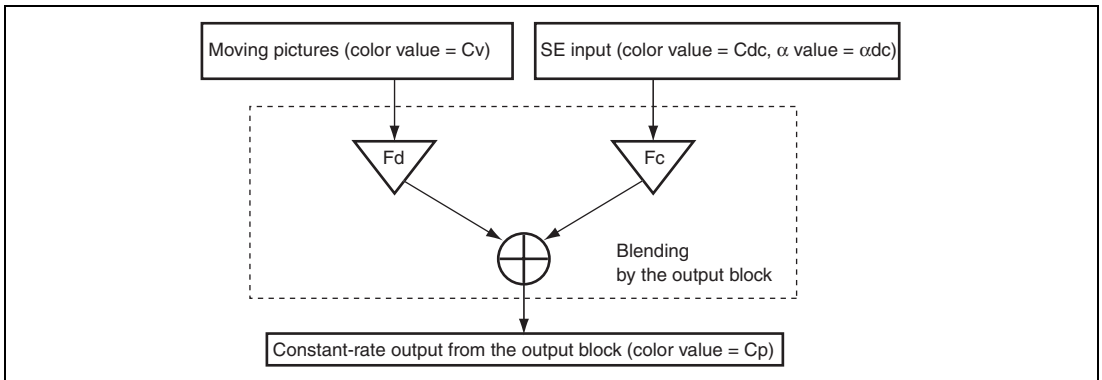 Moving pictures (color value = Cv)
SE input (color value = Cdc, α value = αdc)
Fd
Fc
Blending
by the output block
Constant-rate output from the output block (color value = Cp)